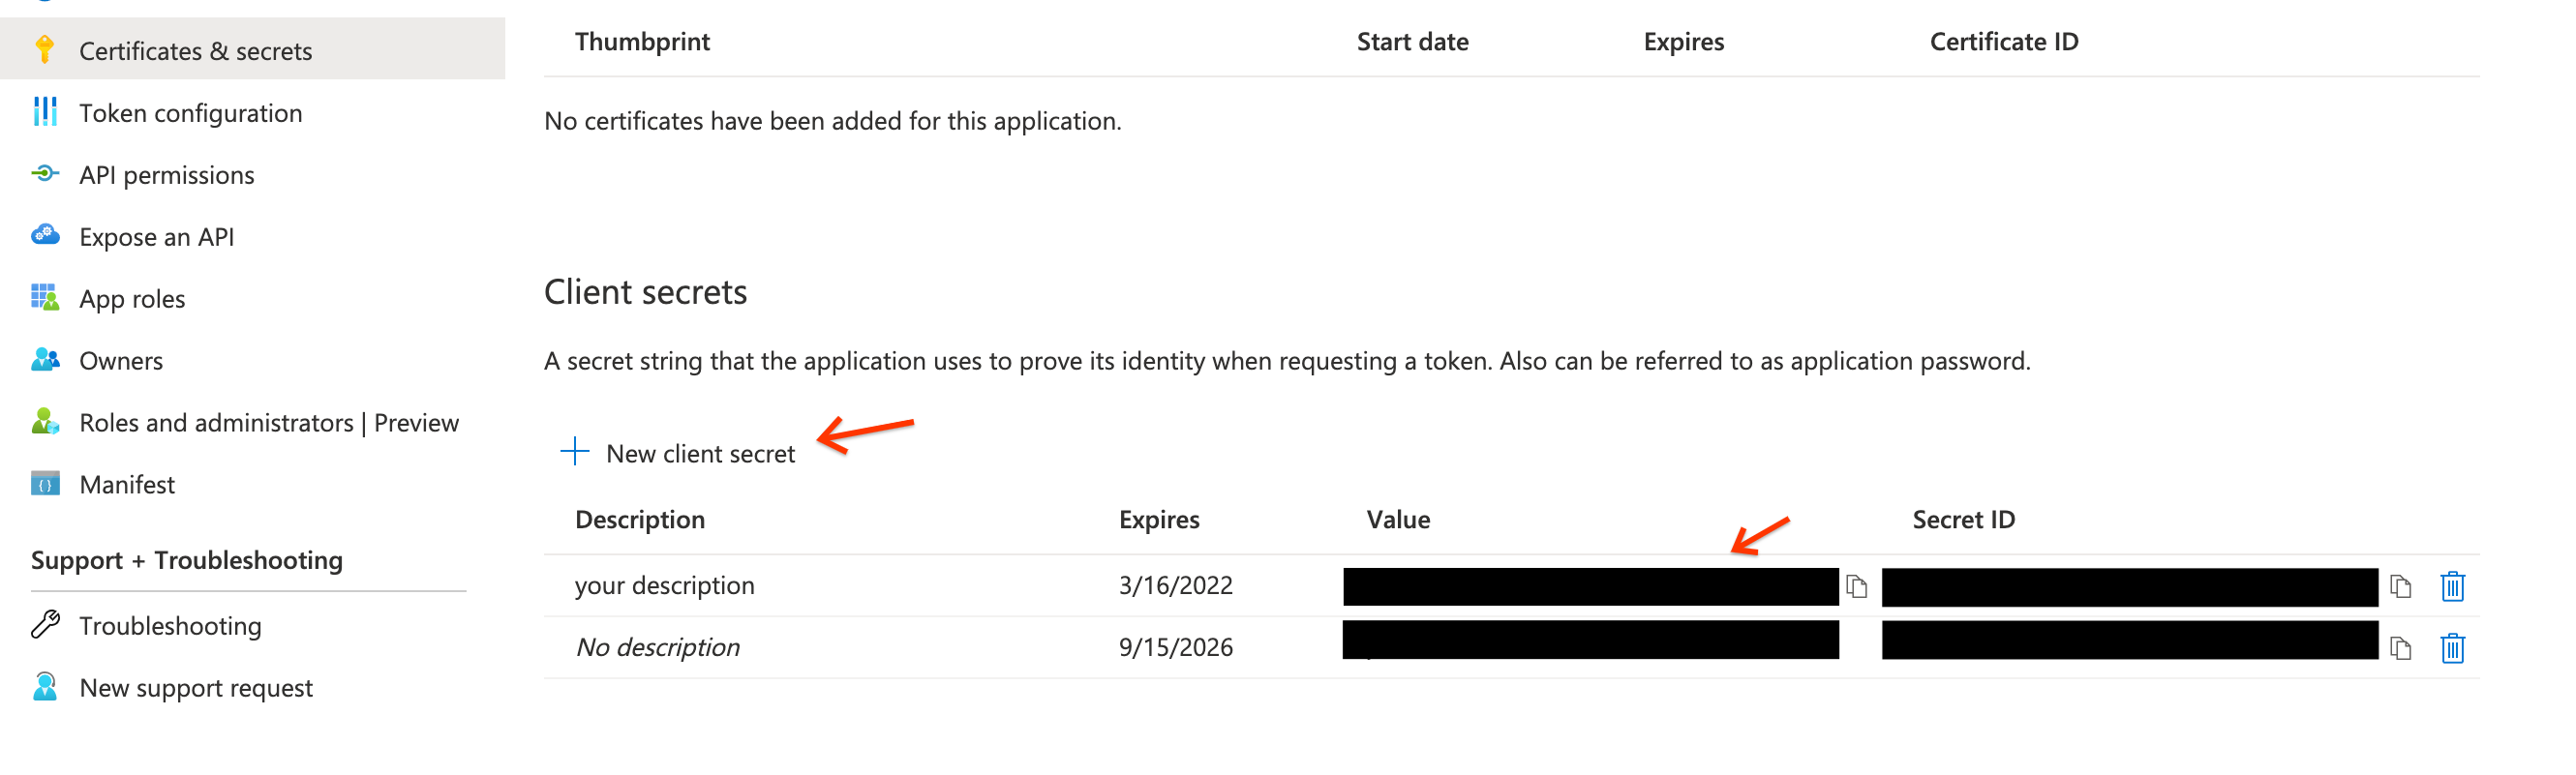 Certificates & secrets
Token configuration
API permissions
Expose an API
App roles
Owners
Roles and administrators | Preview
Manifest
Support + Troubleshooting
Troubleshooting
New support request
Thumbprint Start date Expires Certificate ID
No certificates have been added for this application.
Client secrets
A secret string that the application uses to prove its identity when requesting a token. Also can be referred to as application password.
New client secret
Description Expires Value Secret ID
your description 3/16/2022
No description 9/15/2026